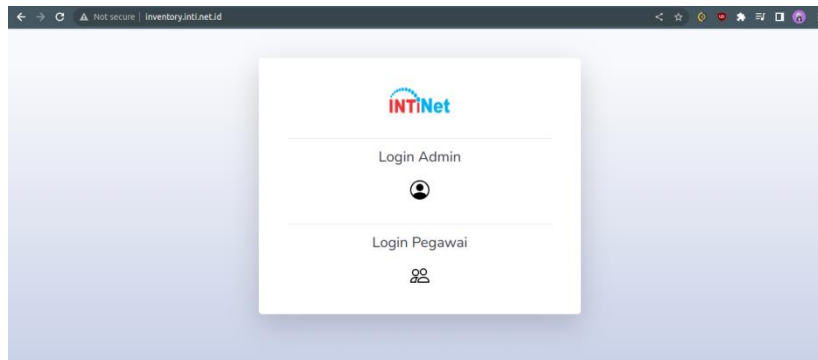 Not secure | inventory.inti.net.id
INTiNet
Login Admin
Login Pegawai